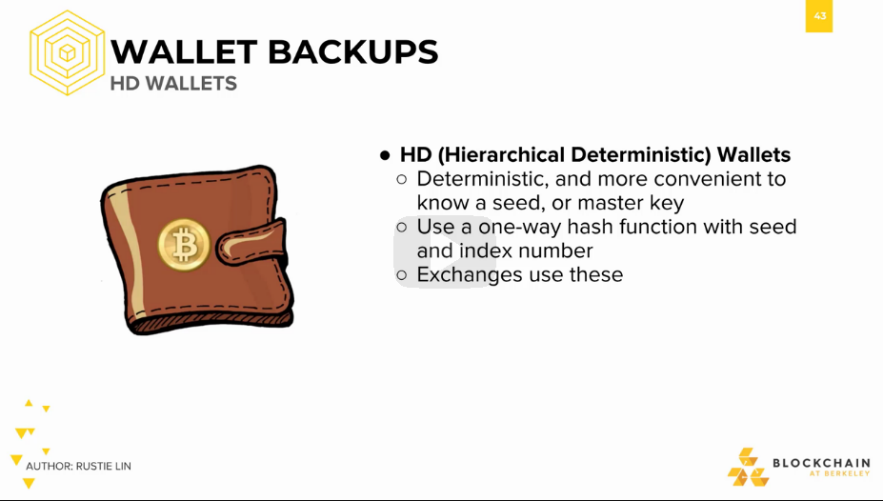 43
WALLET BACKUPS
HD WALLETS
● HD (Hierarchical Deterministic) Wallets
○ Deterministic, and more convenient to
know a seed, or master key
○ Use a one-way hash function with seed
and index number
○ Exchanges use these
AUTHOR: RUSTIE LIN
BLOCKCHAIN
AT BERKELEY